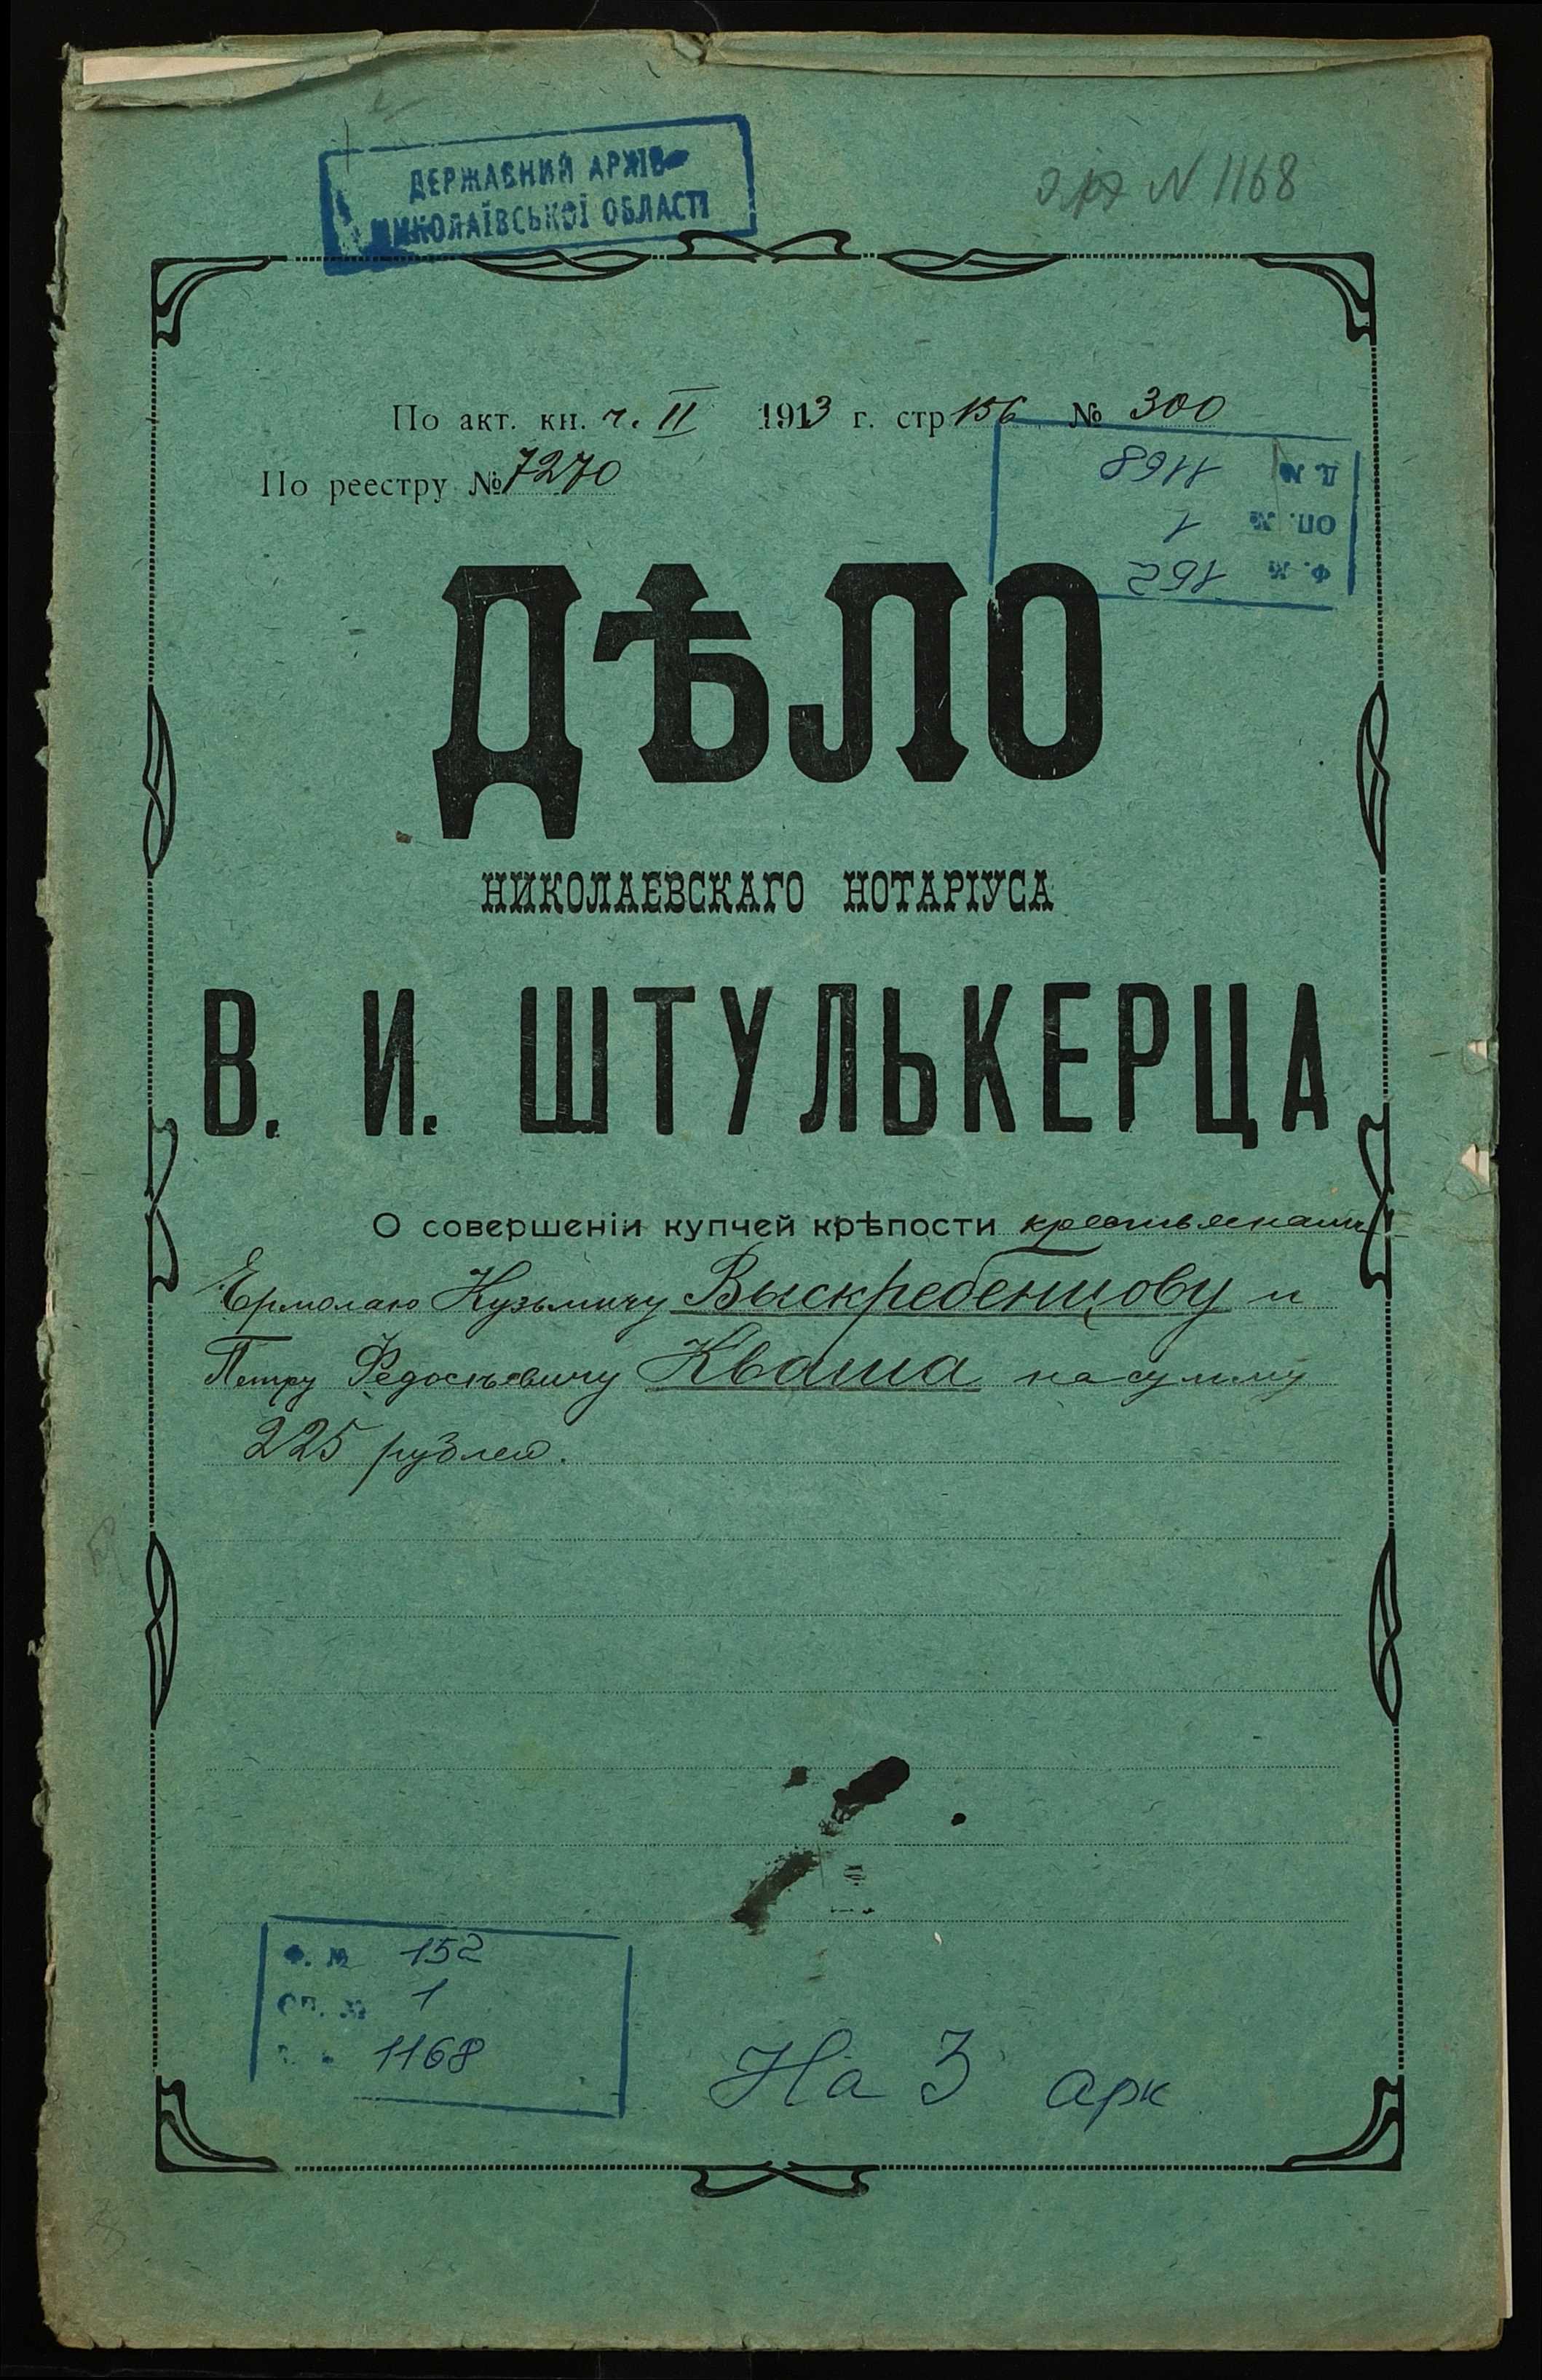 ДЕРЖАВНИЙ АРХІВ
МИКОЛАЇВСЬКОЇ ОБЛАСТІ
N 1168
По акт. кн. ч. II 1913 г. стр 156 № 300
По реестру № 7270
Д. № 1168
ОП. № 1
Ф. № 152
ДѢЛО
НИКОЛАЕВСКАГО НОТАРІУСА
В. И. ШТУЛЬКЕРЦА
О совершеніи купчей крѣпости крестьянами
Ермолаю Кузьмичу Выскребенцову и
Петру Федосѣевичу Кваша на сумму
225 рублей.
Ф. № 152
ОП. № 1
1168
На 3 арк